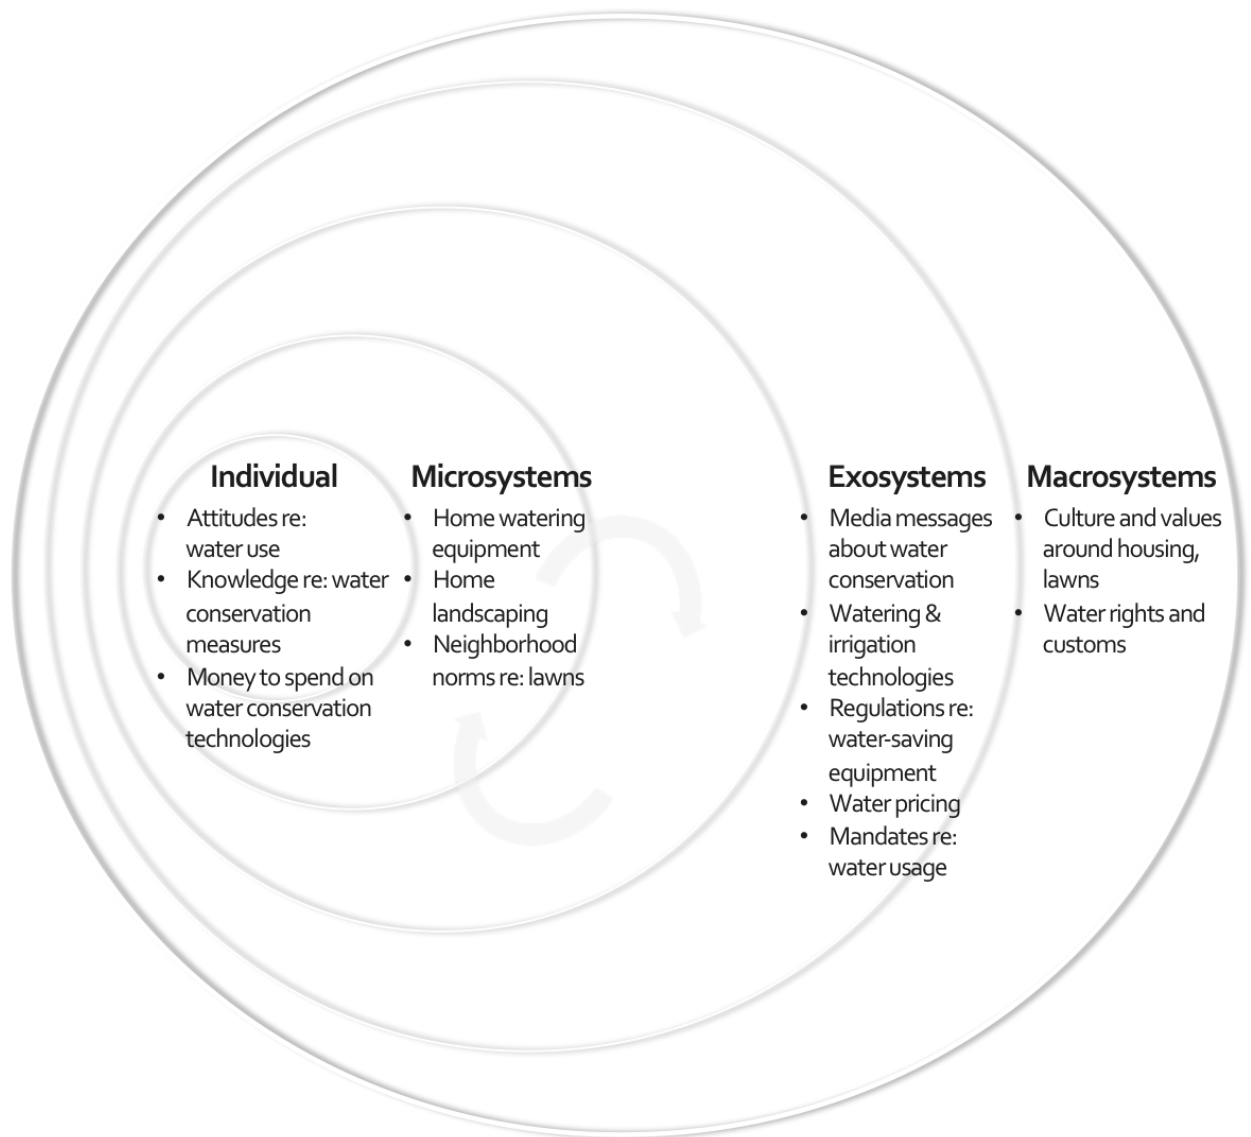 Individual
• Attitudes re:
water use
• Knowledge re: water
conservation
measures
• Money to spend on
water conservation
technologies
Microsystems
• Home watering
equipment
• Home
landscaping
• Neighborhood
norms re: lawns
Exosystems
• Media messages
about water
conservation
• Watering &
irrigation
technologies
• Regulations re:
water-saving
equipment
• Water pricing
• Mandates re:
water usage
Macrosystems
• Culture and values
around housing,
lawns
• Water rights and
customs